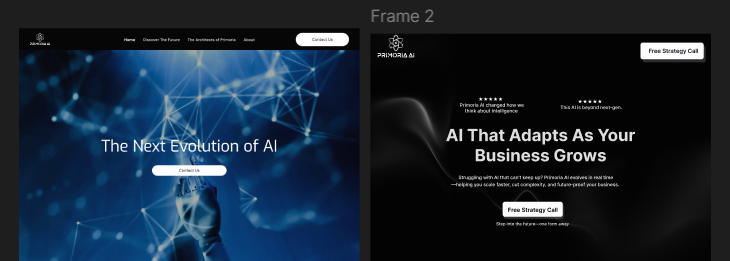 Frame 2
PRIMORIA AI
Home
Discover The Future
The Architects of Primoria
About
Contact Us
The Next Evolution of AI
Contact Us
PRIMORIA AI
Free Strategy Call
★★★★★
Primoria AI changed how we
think about intelligence
★★★★★
This AI is beyond next-gen.
AI That Adapts As Your
Business Grows
Struggling with AI that can't keep up? Primoria AI evolves in real time
—helping you scale faster, cut complexity, and future-proof your business.
Free Strategy Call
Step into the future—one form away